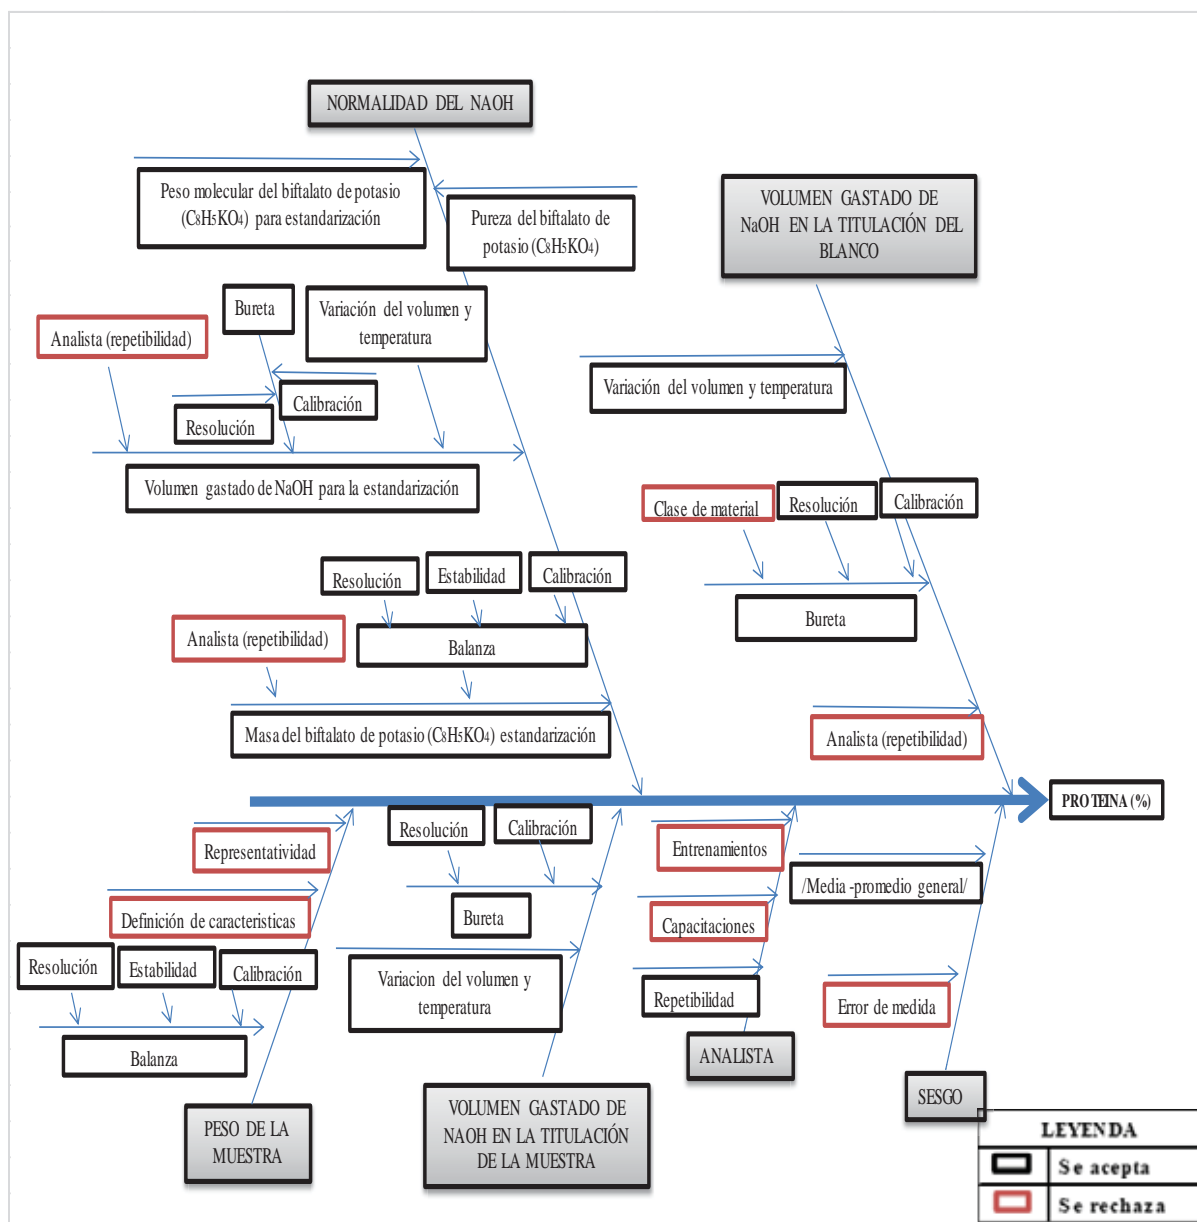 NORMALIDAD DEL NAOH
Peso molecular del biftalato de potasio
(C₈H₅KO₄) para estandarización
Pureza del biftalato de
potasio (C₈H₅KO₄)
VOLUMEN GASTADO DE
NaOH EN LA TITULACIÓN DEL
BLANCO
Analista (repetibilidad)
Bureta
Variación del volumen y
temperatura
Resolución
Calibración
Volumen gastado de NaOH para la estandarización
Variación del volumen y temperatura
Clase de material
Resolución
Calibración
Bureta
Resolución
Estabilidad
Calibración
Analista (repetibilidad)
Balanza
Masa del biftalato de potasio (C₈H₅KO₄) estandarización
Analista (repetibilidad)
PROTEINA (%)
Representatividad
Definición de caracteristicas
Resolución
Estabilidad
Calibración
Balanza
PESO DE LA
MUESTRA
Resolución
Calibración
Bureta
Variacion del volumen y
temperatura
VOLUMEN GASTADO DE
NAOH EN LA TITULACIÓN
DE LA MUESTRA
Entrenamientos
Capacitaciones
Repetibilidad
ANALISTA
/Media -promedio general/
Error de medida
SESGO
LEYENDA
Se acepta
Se rechaza